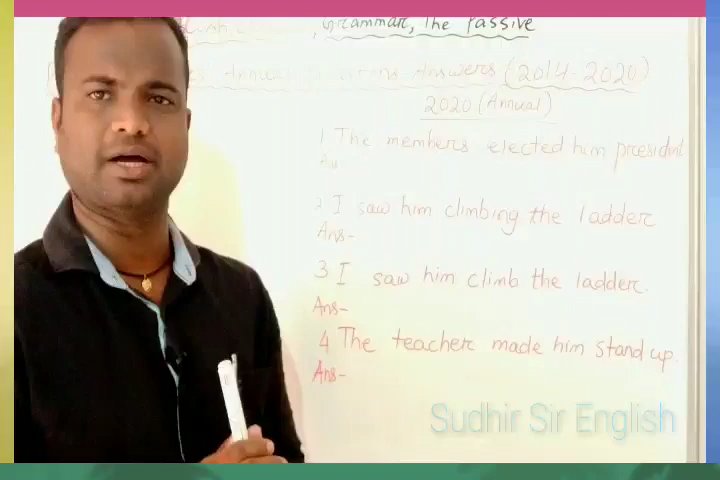 , Grammar, The Passive
Annual Answers (2014-2020)
2020 (Annual)
1 The members elected him president
An
2 I saw him climbing the ladder
Ans-
3 I saw him climb the ladder.
Ans-
4 The teacher made him stand up.
Ans-
Sudhir Sir English